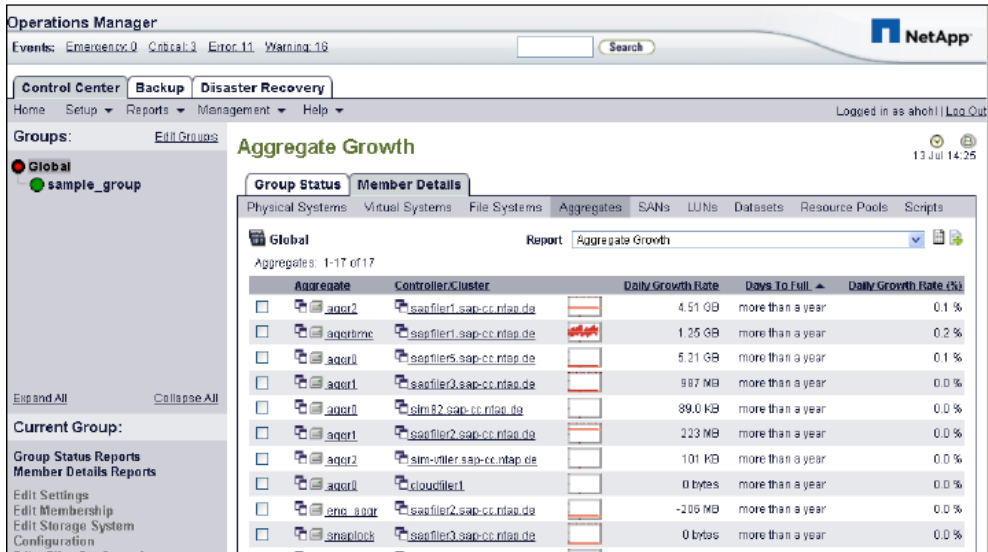 Operations Manager
Events: Emergency:0 Critical:3 Error:11 Warning:16
Search
NetApp
Control Center Backup Disaster Recovery
Home Setup Reports Management Help
Logged in as ahohl | Log Out
Groups: Edit Groups
Global
sample_group
Expand All Collapse All
Current Group:
Group Status Reports
Member Details Reports
Edit Settings
Edit Membership
Edit Storage System
Configuration
Aggregate Growth
13 Jul 14:25
Group Status Member Details
Physical Systems Virtual Systems File Systems Aggregates SANs LUNs Datasets Resource Pools Scripts
Global Report Aggregate Growth
Aggregates: 1-17 of 17
Aggregate Controller/Cluster Daily Growth Rate Days To Full Daily Growth Rate (%)
aggr2 sapfiler1.sap-cc.ntap.de 4.51 GB more than a year 0.1 %
aggrbmc sapfiler1.sap-cc.ntap.de 1.25 GB more than a year 0.2 %
aggr0 sapfiler5.sap-cc.ntap.de 5.21 GB more than a year 0.1 %
aggr1 sapfiler3.sap-cc.ntap.de 987 MB more than a year 0.0 %
aggr0 sim82.sap-cc.ntap.de 89.0 KB more than a year 0.0 %
aggr1 sapfiler2.sap-cc.ntap.de 223 MB more than a year 0.0 %
aggr2 sim-vfiler.sap-cc.ntap.de 101 KB more than a year 0.0 %
aggr0 cloudfiler1 0 bytes more than a year 0.0 %
eng_aggr sapfiler2.sap-cc.ntap.de -206 MB more than a year 0.0 %
snaplock sapfiler3.sap-cc.ntap.de 0 bytes more than a year 0.0 %